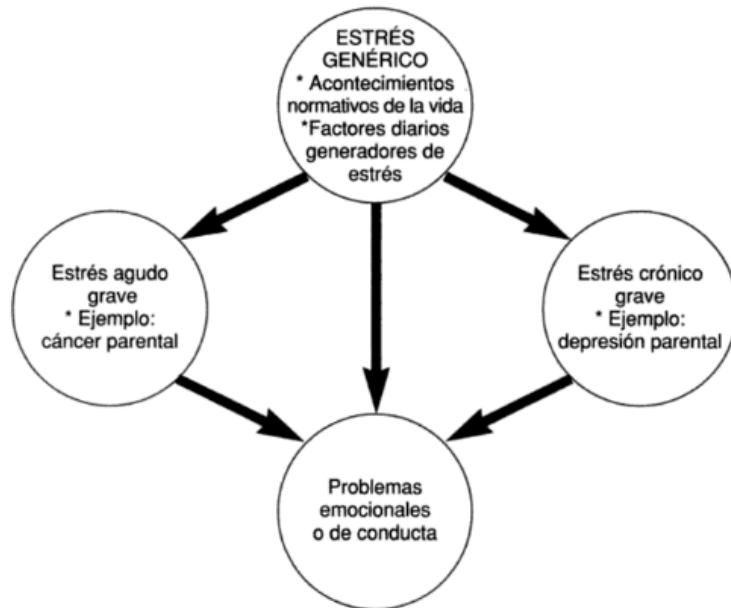 ESTRÉS
GENÉRICO
* Acontecimientos
normativos de la vida
*Factores diarios
generadores de
estrés
Estrés agudo
grave
* Ejemplo:
cáncer parental
Estrés crónico
grave
* Ejemplo:
depresión parental
Problemas
emocionales
o de conducta